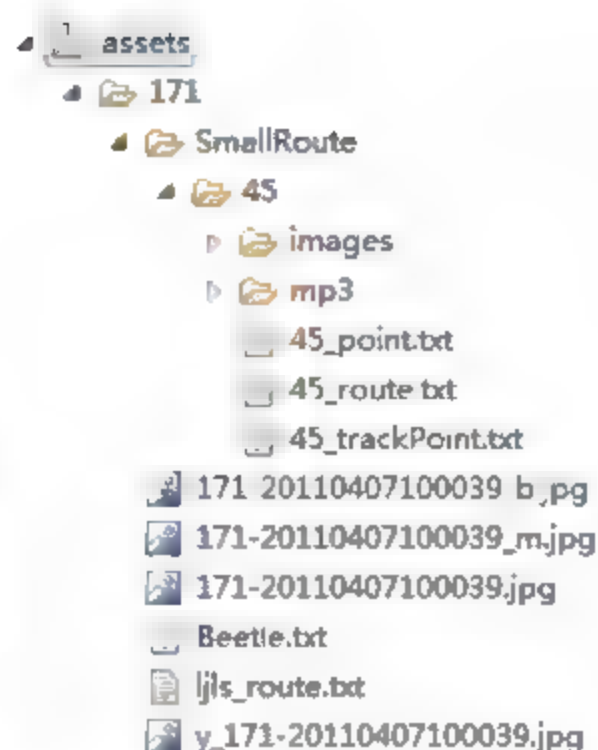 assets
171
SmallRoute
45
images
mp3
45_point.txt
45_route.txt
45_trackPoint.txt
171-20110407100039_b.jpg
171-20110407100039_m.jpg
171-20110407100039.jpg
Beetle.txt
ljls_route.txt
y_171-20110407100039.jpg